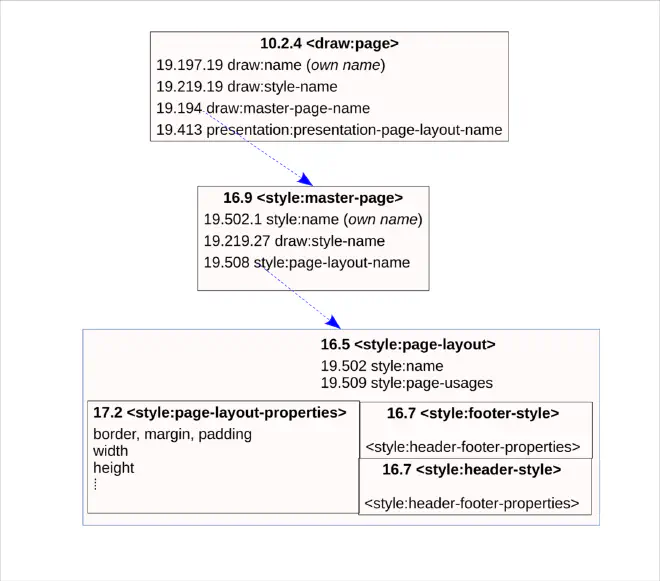 10.2.4 <draw:page>
19.197.19 draw:name (own name)
19.219.19 draw:style-name
19.194 draw:master-page-name
19.413 presentation:presentation-page-layout-name
16.9 <style:master-page>
19.502.1 style:name (own name)
19.219.27 draw:style-name
19.508 style:page-layout-name
16.5 <style:page-layout>
19.502 style:name
19.509 style:page-usages
17.2 <style:page-layout-properties>
border, margin, padding
width
height
⁞
16.7 <style:footer-style>
<style:header-footer-properties>
16.7 <style:header-style>
<style:header-footer-properties>